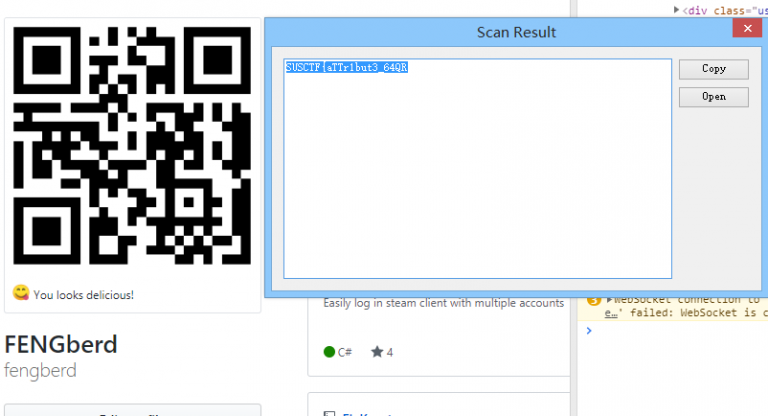 <div class="us
Scan Result
SUSCTF{aTTr1but3_64QR
Copy
Open
You looks delicious!
FENGberd
fengberd
Easily log in steam client with multiple accounts
C# 4
3
WebSocket connection to
e…' failed: WebSocket is c
>